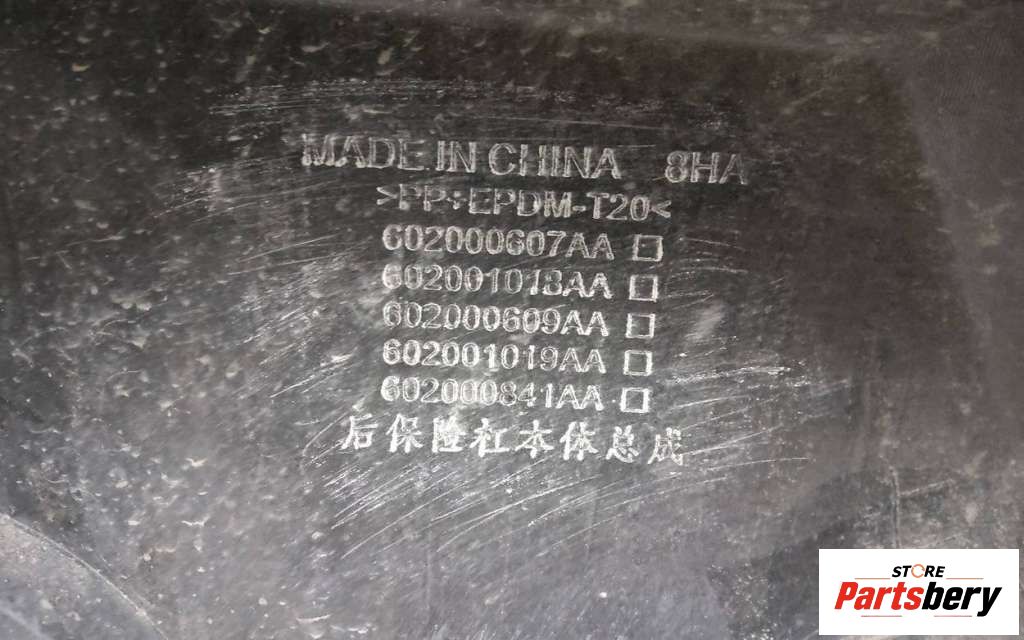 MADE IN CHINA 8HA
>PP+EPDM-T20<
602000607AA □
602001018AA □
602000609AA □
602001019AA □
602000841AA □
后保险杠本体总成
STORE
Partsbery